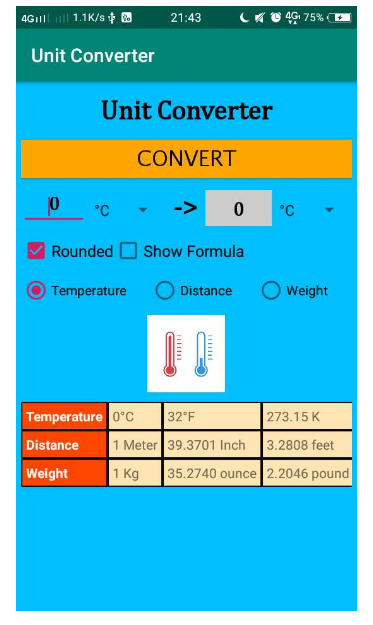 4G 1.1K/s 21:43 4G 75%
Unit Converter
Unit Converter
CONVERT
0 °C -> 0 °C
Rounded Show Formula
Temperature Distance Weight
Temperature 0°C 32°F 273.15 K
Distance 1 Meter 39.3701 Inch 3.2808 feet
Weight 1 Kg 35.2740 ounce 2.2046 pound